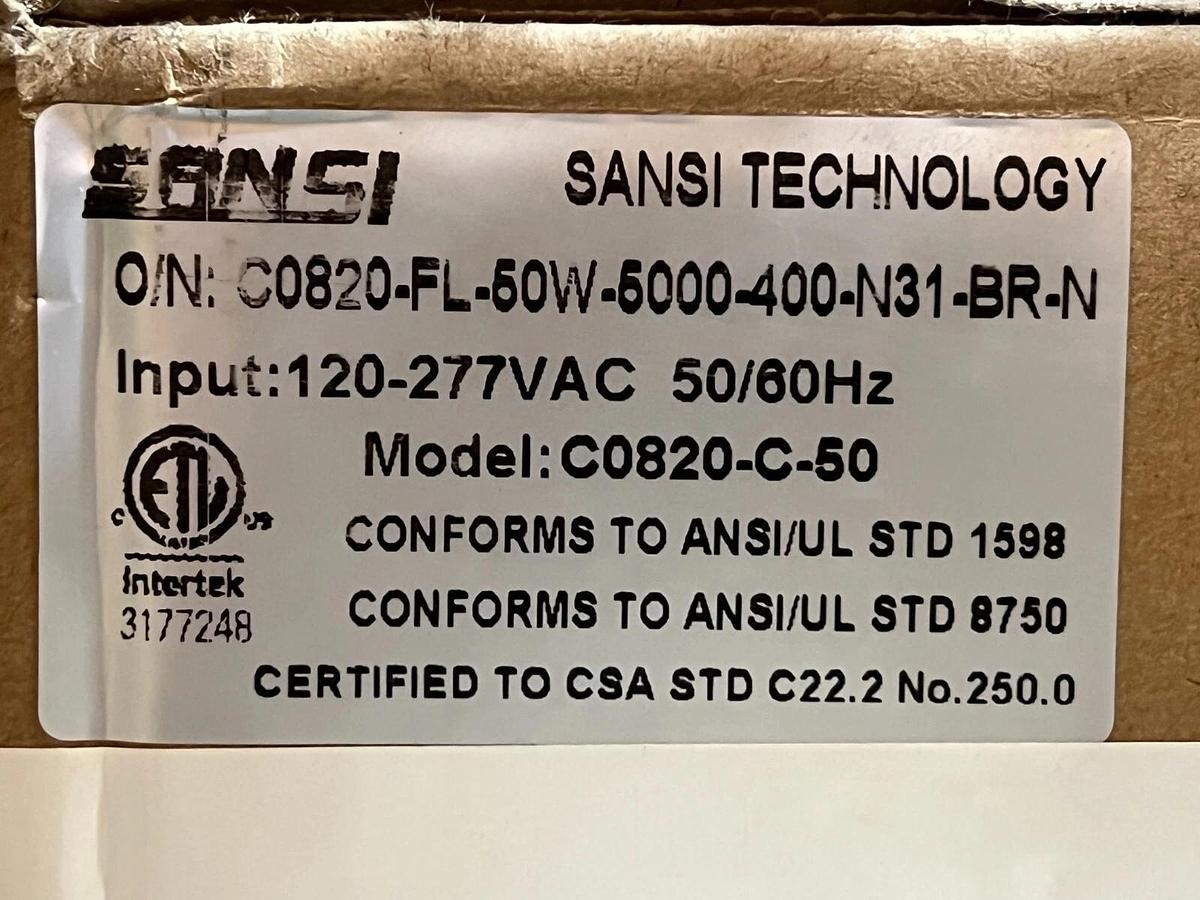 SANSI SANSI TECHNOLOGY
O/N: C0820-FL-50W-5000-400-N31-BR-N
Input:120-277VAC 50/60Hz
Model:C0820-C-50
ETL
C US
Intertek
3177248
CONFORMS TO ANSI/UL STD 1598
CONFORMS TO ANSI/UL STD 8750
CERTIFIED TO CSA STD C22.2 No.250.0